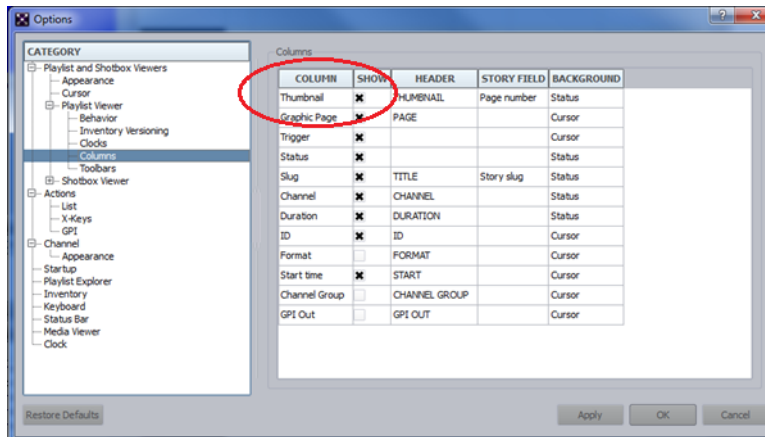 Options
CATEGORY
Playlist and Shotbox Viewers
Appearance
Cursor
Playlist Viewer
Behavior
Inventory Versioning
Clocks
Columns
Toolbars
Shotbox Viewer
Actions
List
X-Keys
GPI
Channel
Appearance
Startup
Playlist Explorer
Inventory
Keyboard
Status Bar
Media Viewer
Clock
Columns
COLUMN SHOW HEADER STORY FIELD BACKGROUND
Thumbnail THUMBNAIL Page number Status
Graphic Page PAGE Cursor
Trigger Cursor
Status Status
Slug TITLE Story slug Status
Channel CHANNEL Status
Duration DURATION Status
ID ID Cursor
Format FORMAT Cursor
Start time START Cursor
Channel Group CHANNEL GROUP Cursor
GPI Out GPI OUT Cursor
Restore Defaults Apply OK Cancel